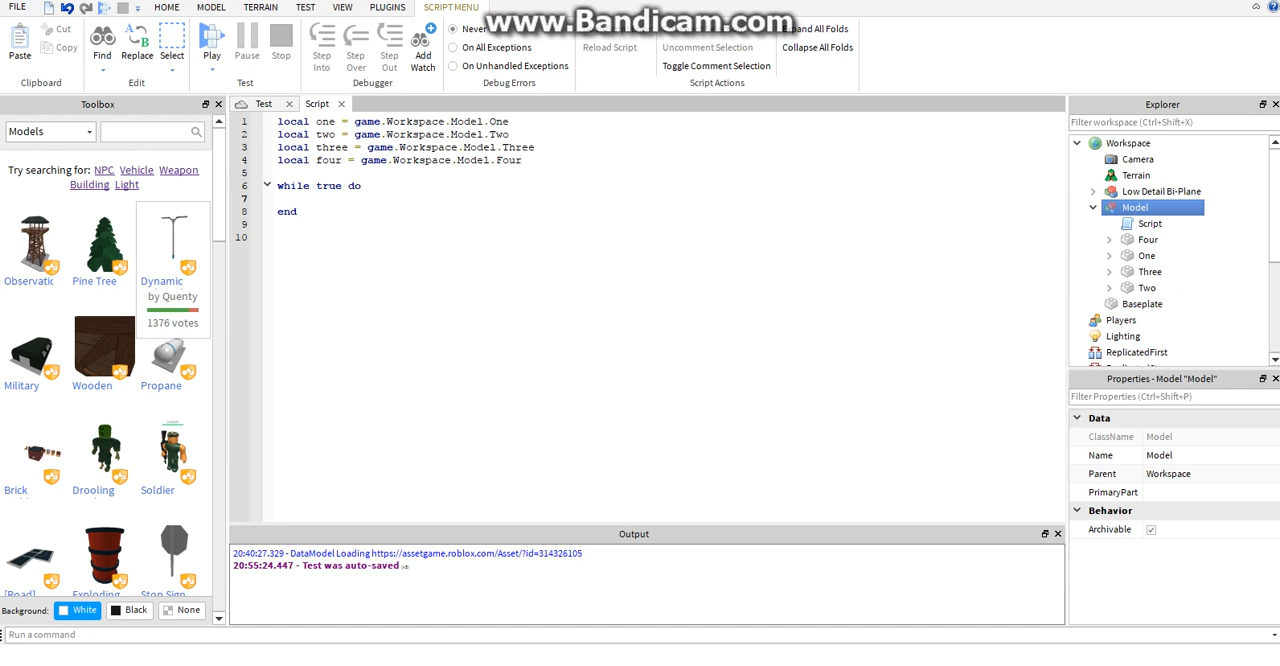 www.Bandicam.com
FILE HOME MODEL TERRAIN TEST VIEW PLUGINS SCRIPT MENU
Paste Cut Copy Find Replace Select Play Pause Stop Step Into Step Over Step Out Add Watch
Never
On All Exceptions
On Unhandled Exceptions
Reload Script
Uncomment Selection
Toggle Comment Selection
Expand All Folds
Collapse All Folds
Clipboard Edit Test Debugger Debug Errors Script Actions
Toolbox
Models
Try searching for: NPC Vehicle Weapon
Building Light
Observatic Pine Tree Dynamic
by Quenty
1376 votes
Military Wooden Propane
Brick Drooling Soldier
[Road] Exploding Stop Sign
Background: White Black None
Test Script
1 local one = game.Workspace.Model.One
2 local two = game.Workspace.Model.Two
3 local three = game.Workspace.Model.Three
4 local four = game.Workspace.Model.Four
5
6 while true do
7
8 end
9
10
Output
20:40:27.329 - DataModel Loading https://assetgame.roblox.com/Asset/?id=314326105
20:55:24.447 - Test was auto-saved
Explorer
Filter workspace (Ctrl+Shift+X)
Workspace
Camera
Terrain
Low Detail Bi-Plane
Model
Script
Four
One
Three
Two
Baseplate
Players
Lighting
ReplicatedFirst
Properties - Model "Model"
Filter Properties (Ctrl+Shift+P)
Data
ClassName Model
Name Model
Parent Workspace
PrimaryPart
Behavior
Archivable
Run a command